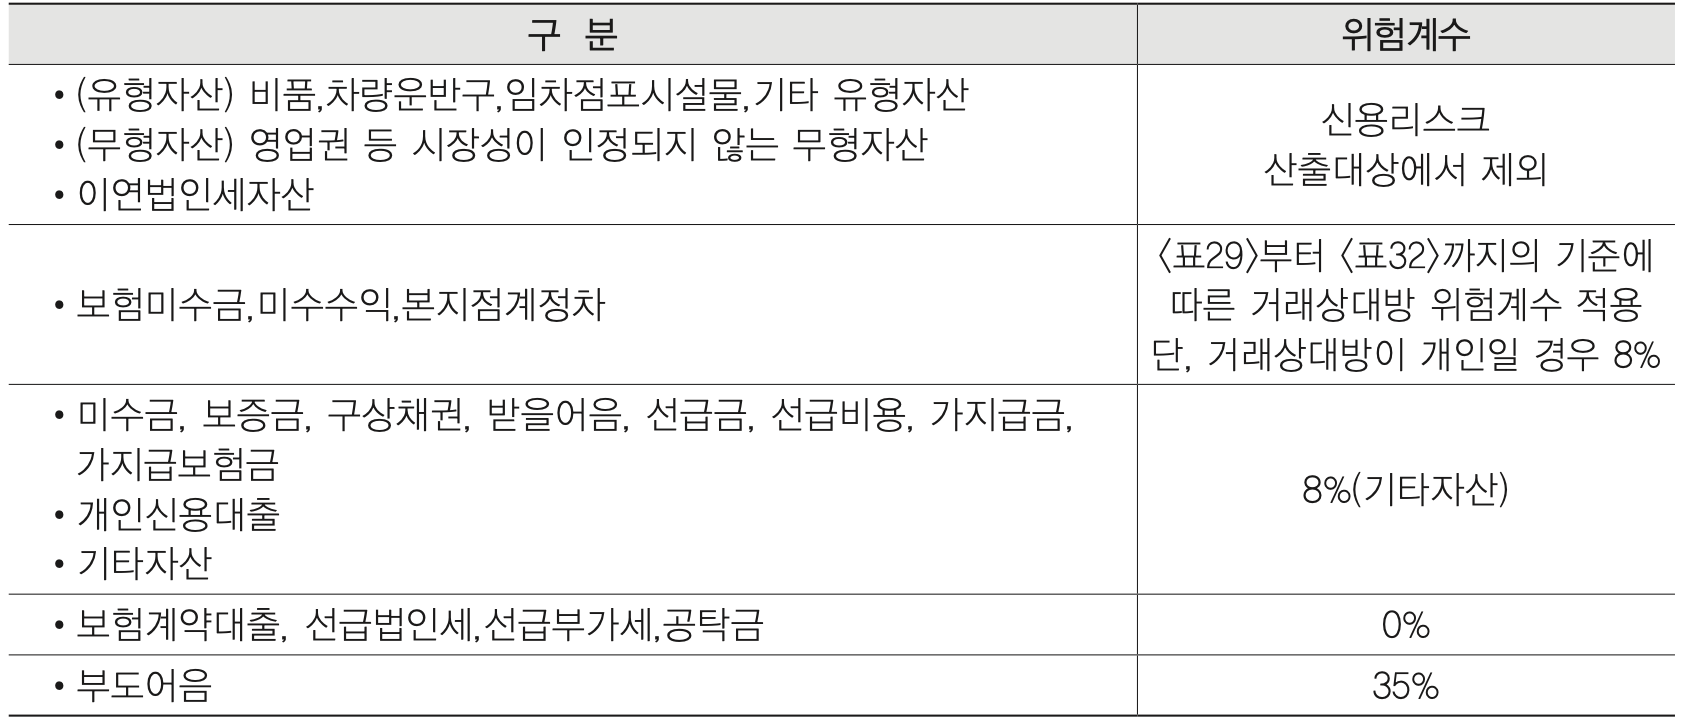 구 분
위험계수
• (유형자산) 비품,차량운반구,임차점포시설물,기타 유형자산
• (무형자산) 영업권 등 시장성이 인정되지 않는 무형자산
• 이연법인세자산
신용리스크
산출대상에서 제외
• 보험미수금,미수수익,본지점계정차
〈표29〉부터 〈표32〉까지의 기준에
따른 거래상대방 위험계수 적용
단, 거래상대방이 개인일 경우 8%
• 미수금, 보증금, 구상채권, 받을어음, 선급금, 선급비용, 가지급금,
가지급보험금
• 개인신용대출
• 기타자산
8%(기타자산)
• 보험계약대출, 선급법인세,선급부가세,공탁금
0%
• 부도어음
35%